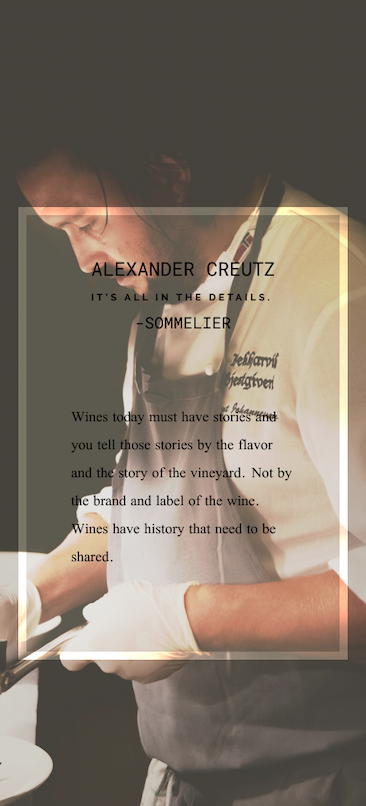 ALEXANDER CREUTZ
IT'S ALL IN THE DETAILS.
-SOMMELIER
Wines today must have stories and
you tell those stories by the flavor
and the story of the vineyard. Not by
the brand and label of the wine.
Wines have history that need to be
shared.